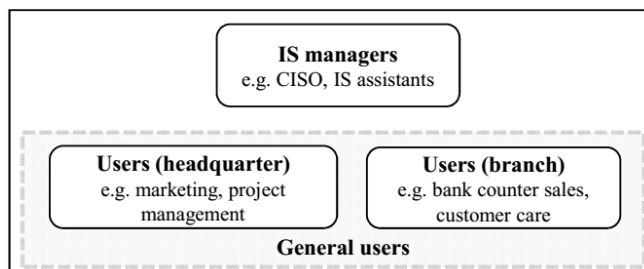 IS managers
e.g. CISO, IS assistants
Users (headquarter)
e.g. marketing, project
management
Users (branch)
e.g. bank counter sales,
customer care
General users